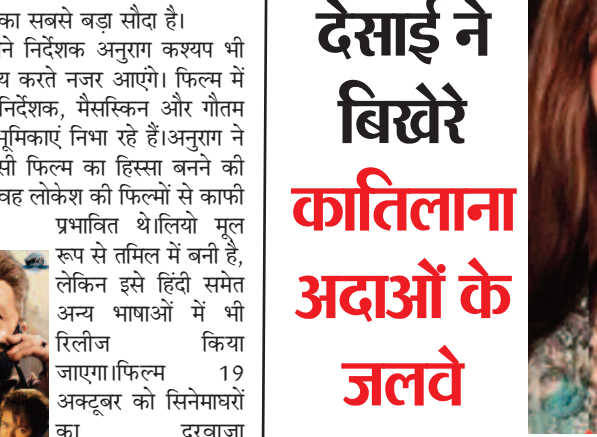 का सबसे बड़ा सौदा है।
ने निर्देशक अनुराग कश्यप भी
य करते नजर आएंगे। फिल्म में
निर्देशक, मैसस्किन और गौतम
भूमिकाएं निभा रहे हैं।अनुराग ने
सी फिल्म का हिस्सा बनने की
वह लोकेश की फिल्मों से काफी
प्रभावित थे।लियो मूल
रूप से तमिल में बनी है,
लेकिन इसे हिंदी समेत
अन्य भाषाओं में भी
रिलीज किया
जाएगा।फिल्म 19
अक्टूबर को सिनेमाघरों
का दरवाजा
देसाई ने
बिखेरे
कातिलाना
अदाओं के
जलवे